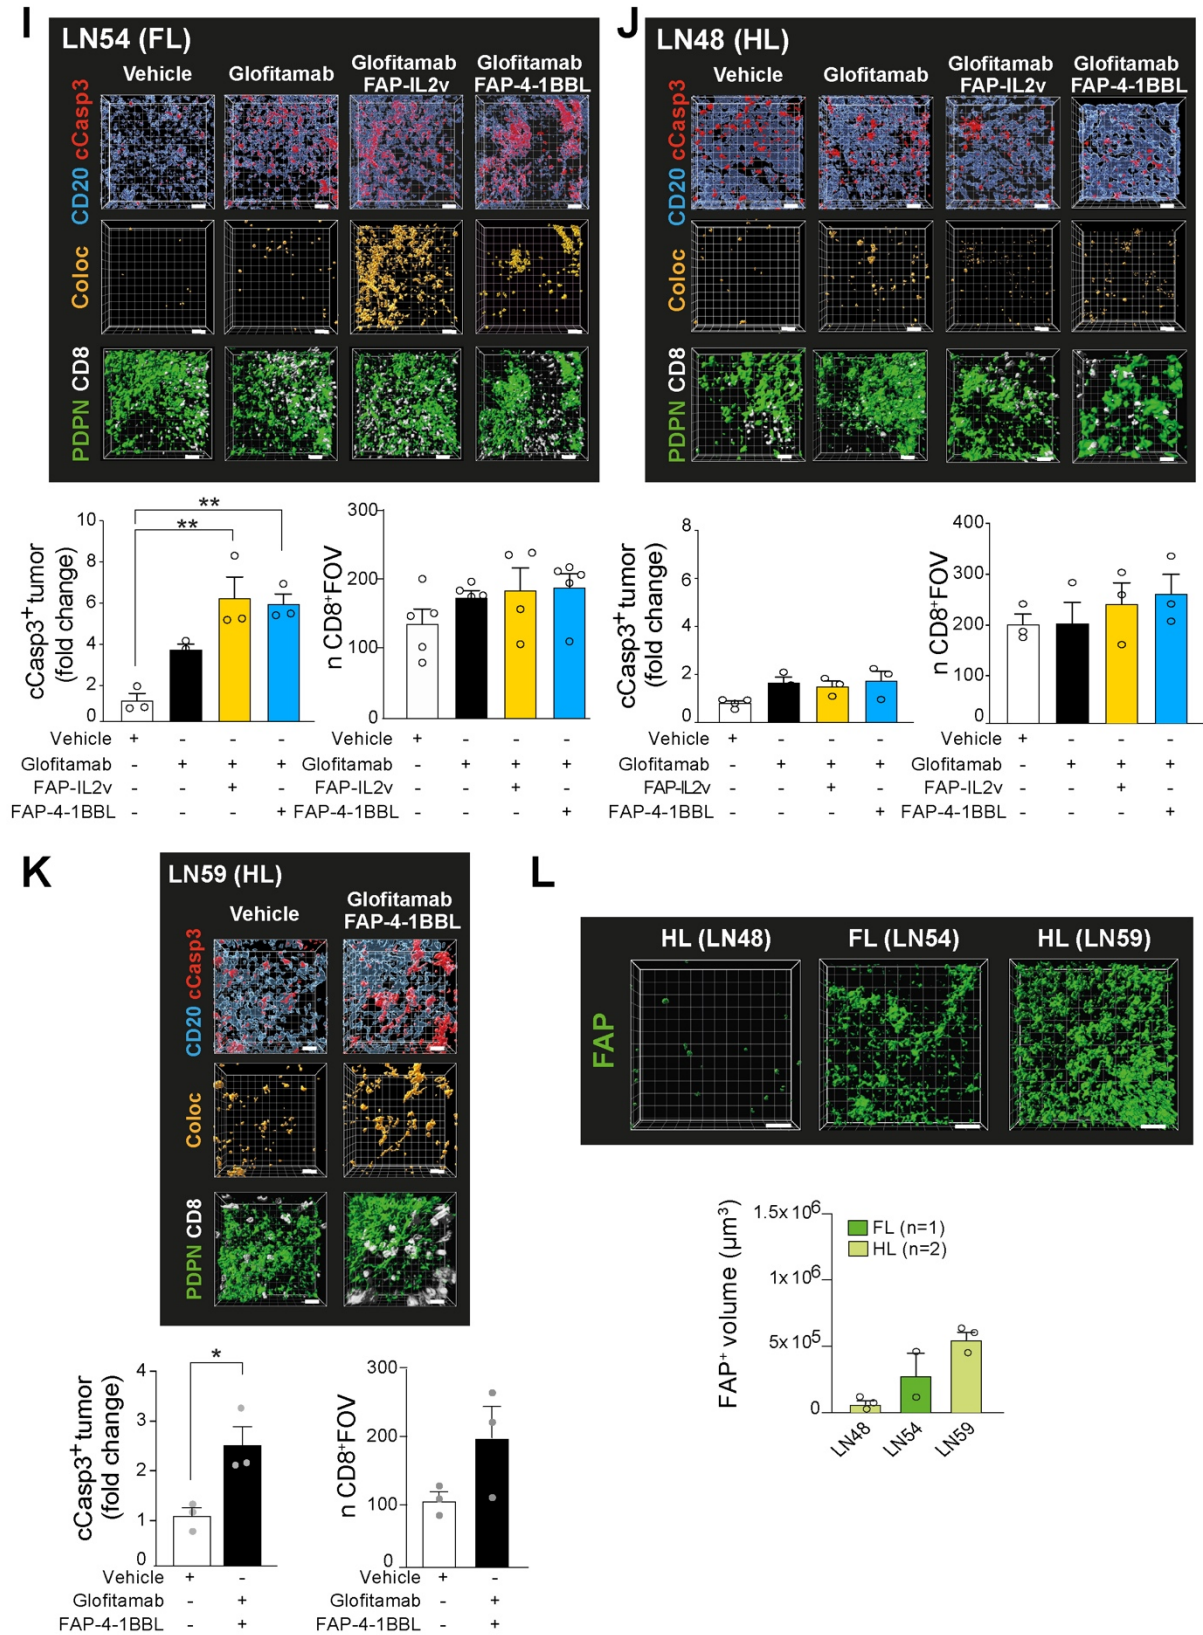 I
LN54 (FL)
Vehicle
Glofitamab
Glofitamab
FAP-IL2v
Glofitamab
FAP-4-1BBL
CD20 cCasp3
Coloc
PDPN CD8
cCasp3+ tumor
(fold change)
10
8
6
4
2
0
**
**
n CD8+FOV
300
200
100
0
Vehicle + - - -
Glofitamab - + + +
FAP-IL2v - - + -
FAP-4-1BBL - - - +
+ - - -
Glofitamab - + + +
- - + -
FAP-4-1BBL - - - +
J
LN48 (HL)
Vehicle
Glofitamab
Glofitamab
FAP-IL2v
Glofitamab
FAP-4-1BBL
CD20 cCasp3
Coloc
PDPN CD8
cCasp3+ tumor
(fold change)
8
6
4
2
0
n CD8+FOV
400
300
200
100
0
Vehicle + - - -
Glofitamab - + + +
FAP-IL2v - - + -
FAP-4-1BBL - - - +
Vehicle + - - -
Glofitamab - + + +
FAP-IL2v - - + -
FAP-4-1BBL - - - +
K
LN59 (HL)
Vehicle
Glofitamab
FAP-4-1BBL
CD20 cCasp3
Coloc
PDPN CD8
cCasp3+ tumor
(fold change)
4
3
2
1
0
*
n CD8+FOV
300
200
100
0
Vehicle + -
Glofitamab - +
FAP-4-1BBL - +
Vehicle + -
Glofitamab - +
FAP-4-1BBL - +
L
HL (LN48)
FL (LN54)
HL (LN59)
FAP
FAP+ volume (µm3)
1.5x 10^6
1x 10^6
5x 10^5
0
FL (n=1)
HL (n=2)
LN48
LN54
LN59